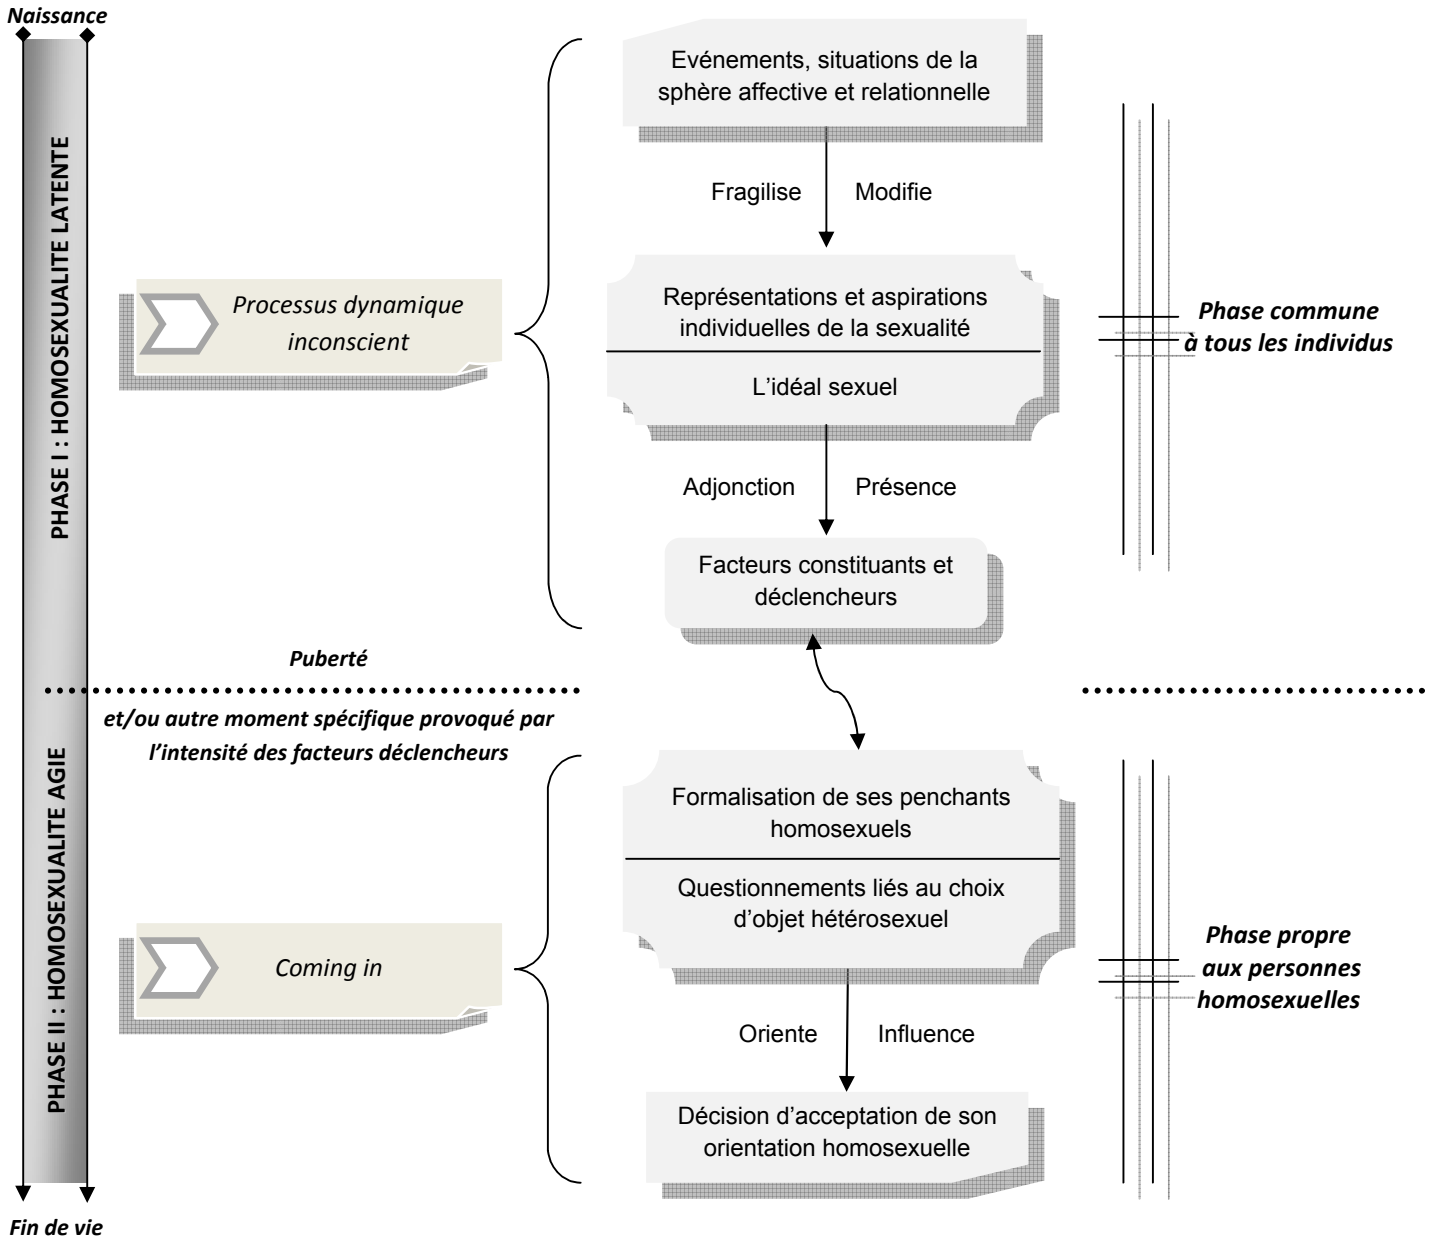 Naissance
PHASE I : HOMOSEXUALITE LATENTE
Evénements, situations de la
sphère affective et relationnelle
Fragilise Modifie
Processus dynamique
inconscient
Représentations et aspirations
individuelles de la sexualité
L’idéal sexuel
Phase commune
à tous les individus
Adjonction Présence
Facteurs constituants et
déclencheurs
Puberté
et/ou autre moment spécifique provoqué par
l’intensité des facteurs déclencheurs
PHASE II : HOMOSEXUALITE AGIE
Formalisation de ses penchants
homosexuels
Questionnements liés au choix
d’objet hétérosexuel
Coming in
Phase propre
aux personnes
homosexuelles
Oriente Influence
Décision d’acceptation de son
orientation homosexuelle
Fin de vie